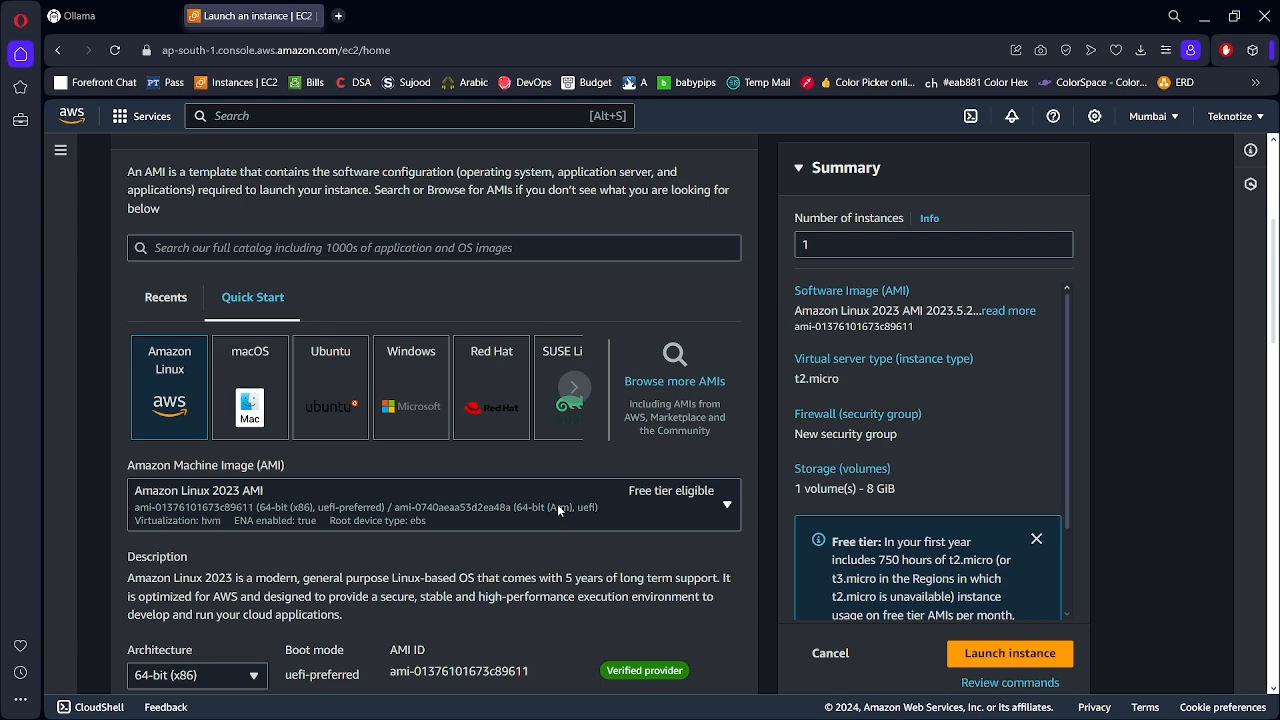 Ollama
Launch an instance | EC2 |
ap-south-1.console.aws.amazon.com/ec2/home
Forefront Chat
PT Pass
Instances | EC2
Bills
C DSA
S Sujood
Arabic
DevOps
Budget
A
b babypips
Temp Mail
Color Picker onl...
ch #eab881 Color Hex
ColorSpace - Color...
ERD
aws
Services
Search [Alt+S]
Mumbai
Teknotize
An AMI is a template that contains the software configuration (operating system, application server, and
applications) required to launch your instance. Search or Browse for AMIs if you don't see what you are looking for
below
Search our full catalog including 1000s of application and OS images
Recents
Quick Start
Amazon
Linux
aws
macOS
Mac
Ubuntu
ubuntu
Windows
Microsoft
Red Hat
Red Hat
SUSE Li
Browse more AMIs
Including AMIs from
AWS, Marketplace and
the Community
Amazon Machine Image (AMI)
Amazon Linux 2023 AMI
Free tier eligible
ami-01376101673c89611 (64-bit (x86), uefi-preferred) / ami-0740aeaa53d2ea48a (64-bit (Arm), uefi)
Virtualization: hvm ENA enabled: true Root device type: ebs
Description
Amazon Linux 2023 is a modern, general purpose Linux-based OS that comes with 5 years of long term support. It
is optimized for AWS and designed to provide a secure, stable and high-performance execution environment to
develop and run your cloud applications.
Architecture
64-bit (x86)
Boot mode
uefi-preferred
AMI ID
ami-01376101673c89611
Verified provider
Summary
Number of instances
Info
1
Software Image (AMI)
Amazon Linux 2023 AMI 2023.5.2...read more
ami-01376101673c89611
Virtual server type (instance type)
t2.micro
Firewall (security group)
New security group
Storage (volumes)
1 volume(s) - 8 GiB
Free tier: In your first year
includes 750 hours of t2.micro (or
t3.micro in the Regions in which
t2.micro is unavailable) instance
usage on free tier AMIs per month,
Cancel
Launch instance
Review commands
CloudShell
Feedback
© 2024, Amazon Web Services, Inc. or its affiliates.
Privacy
Terms
Cookie preferences